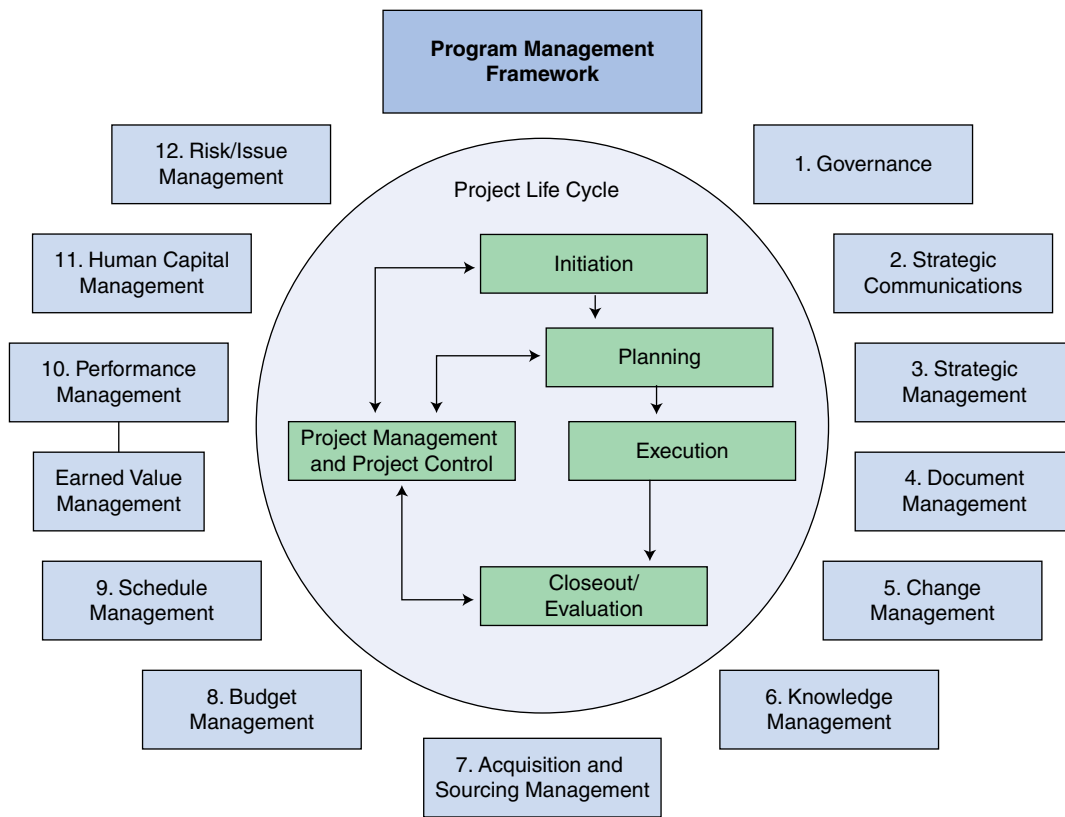 Program Management
Framework
12. Risk/Issue
Management
1. Governance
Project Life Cycle
11. Human Capital
Management
Initiation
2. Strategic
Communications
10. Performance
Management
Planning
3. Strategic
Management
Earned Value
Management
Project Management
and Project Control
Execution
4. Document
Management
9. Schedule
Management
Closeout/
Evaluation
5. Change
Management
8. Budget
Management
6. Knowledge
Management
7. Acquisition and
Sourcing Management